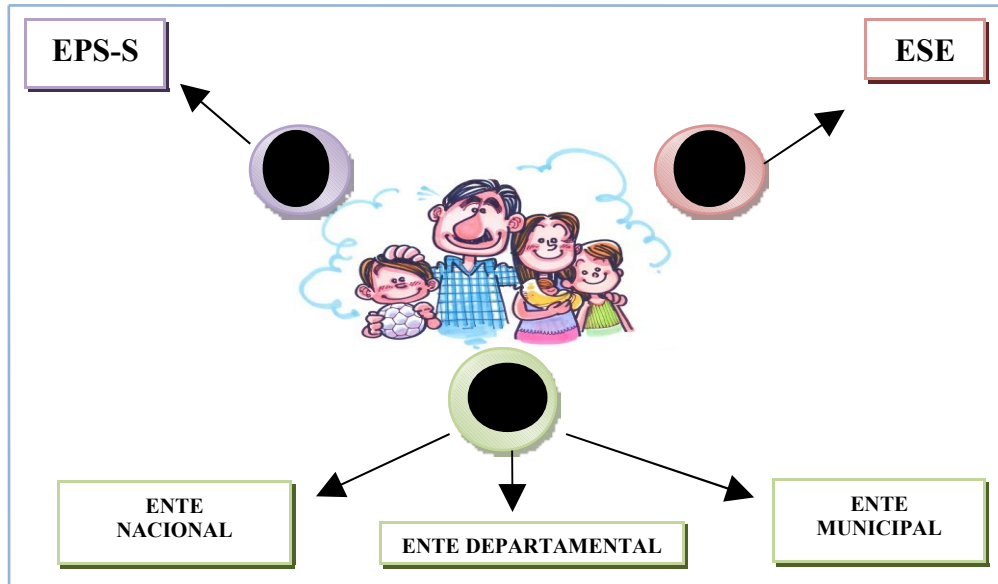 EPS-S
ESE
ENTE
NACIONAL
ENTE DEPARTAMENTAL
ENTE
MUNICIPAL